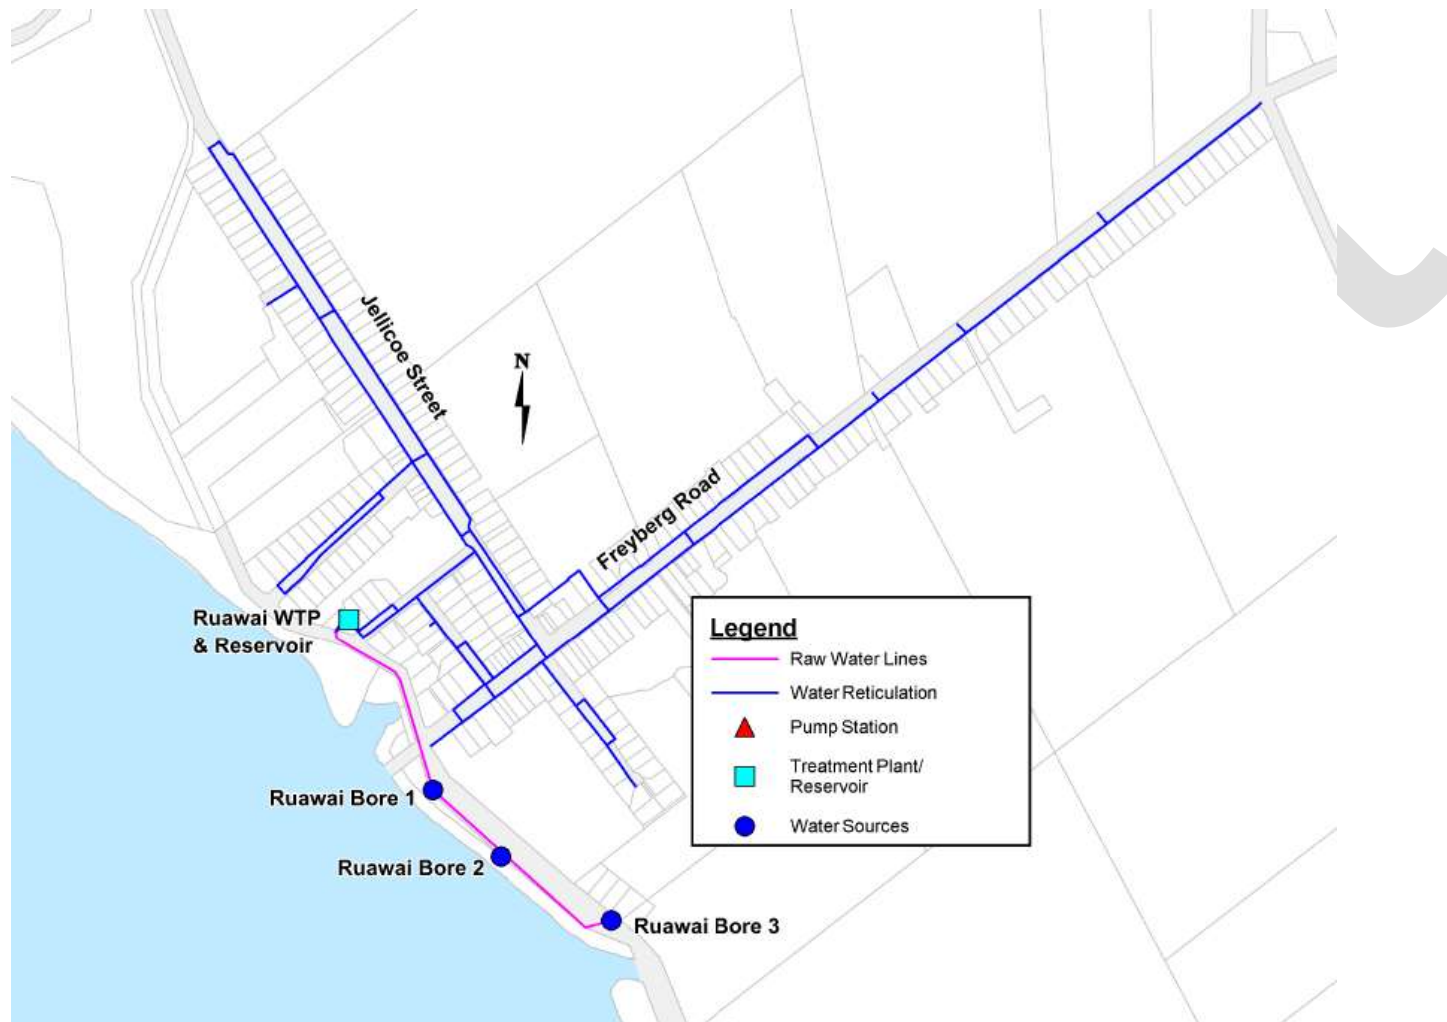 Jellicoe Street
N
Freyberg Road
Ruawai WTP
& Reservoir
Legend
Raw Water Lines
Water Reticulation
Pump Station
Treatment Plant/
Reservoir
Water Sources
Ruawai Bore 1
Ruawai Bore 2
Ruawai Bore 3